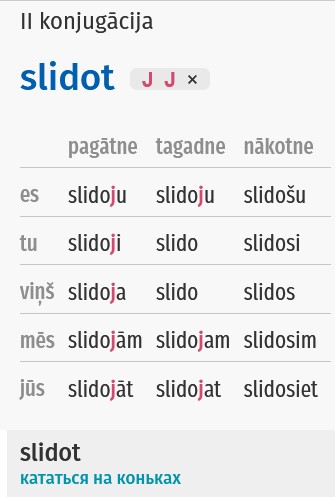 II konjugācija
slidot J J ×
pagātne tagadne nākotne
es slidoju slidoju slidošu
tu slidoji slido slidosi
viņš slidoja slido slidos
mēs slidojām slidojam slidosim
jūs slidojāt slidojat slidosiet
slidot
кататься на коньках